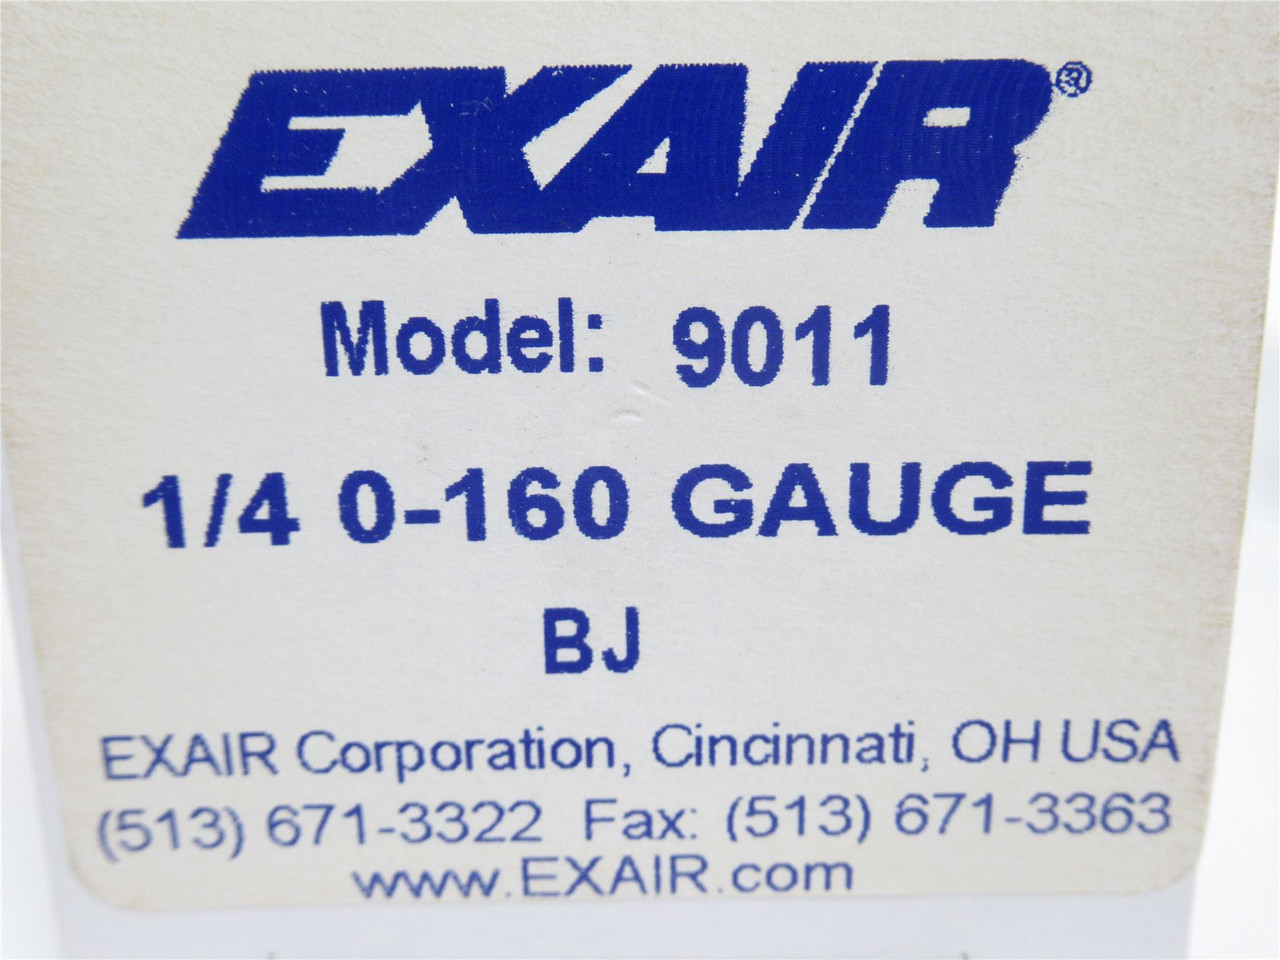 EXAIR®
Model: 9011
1/4 0-160 GAUGE
BJ
EXAIR Corporation, Cincinnati, OH USA
(513) 671-3322 Fax: (513) 671-3363
www.EXAIR.com